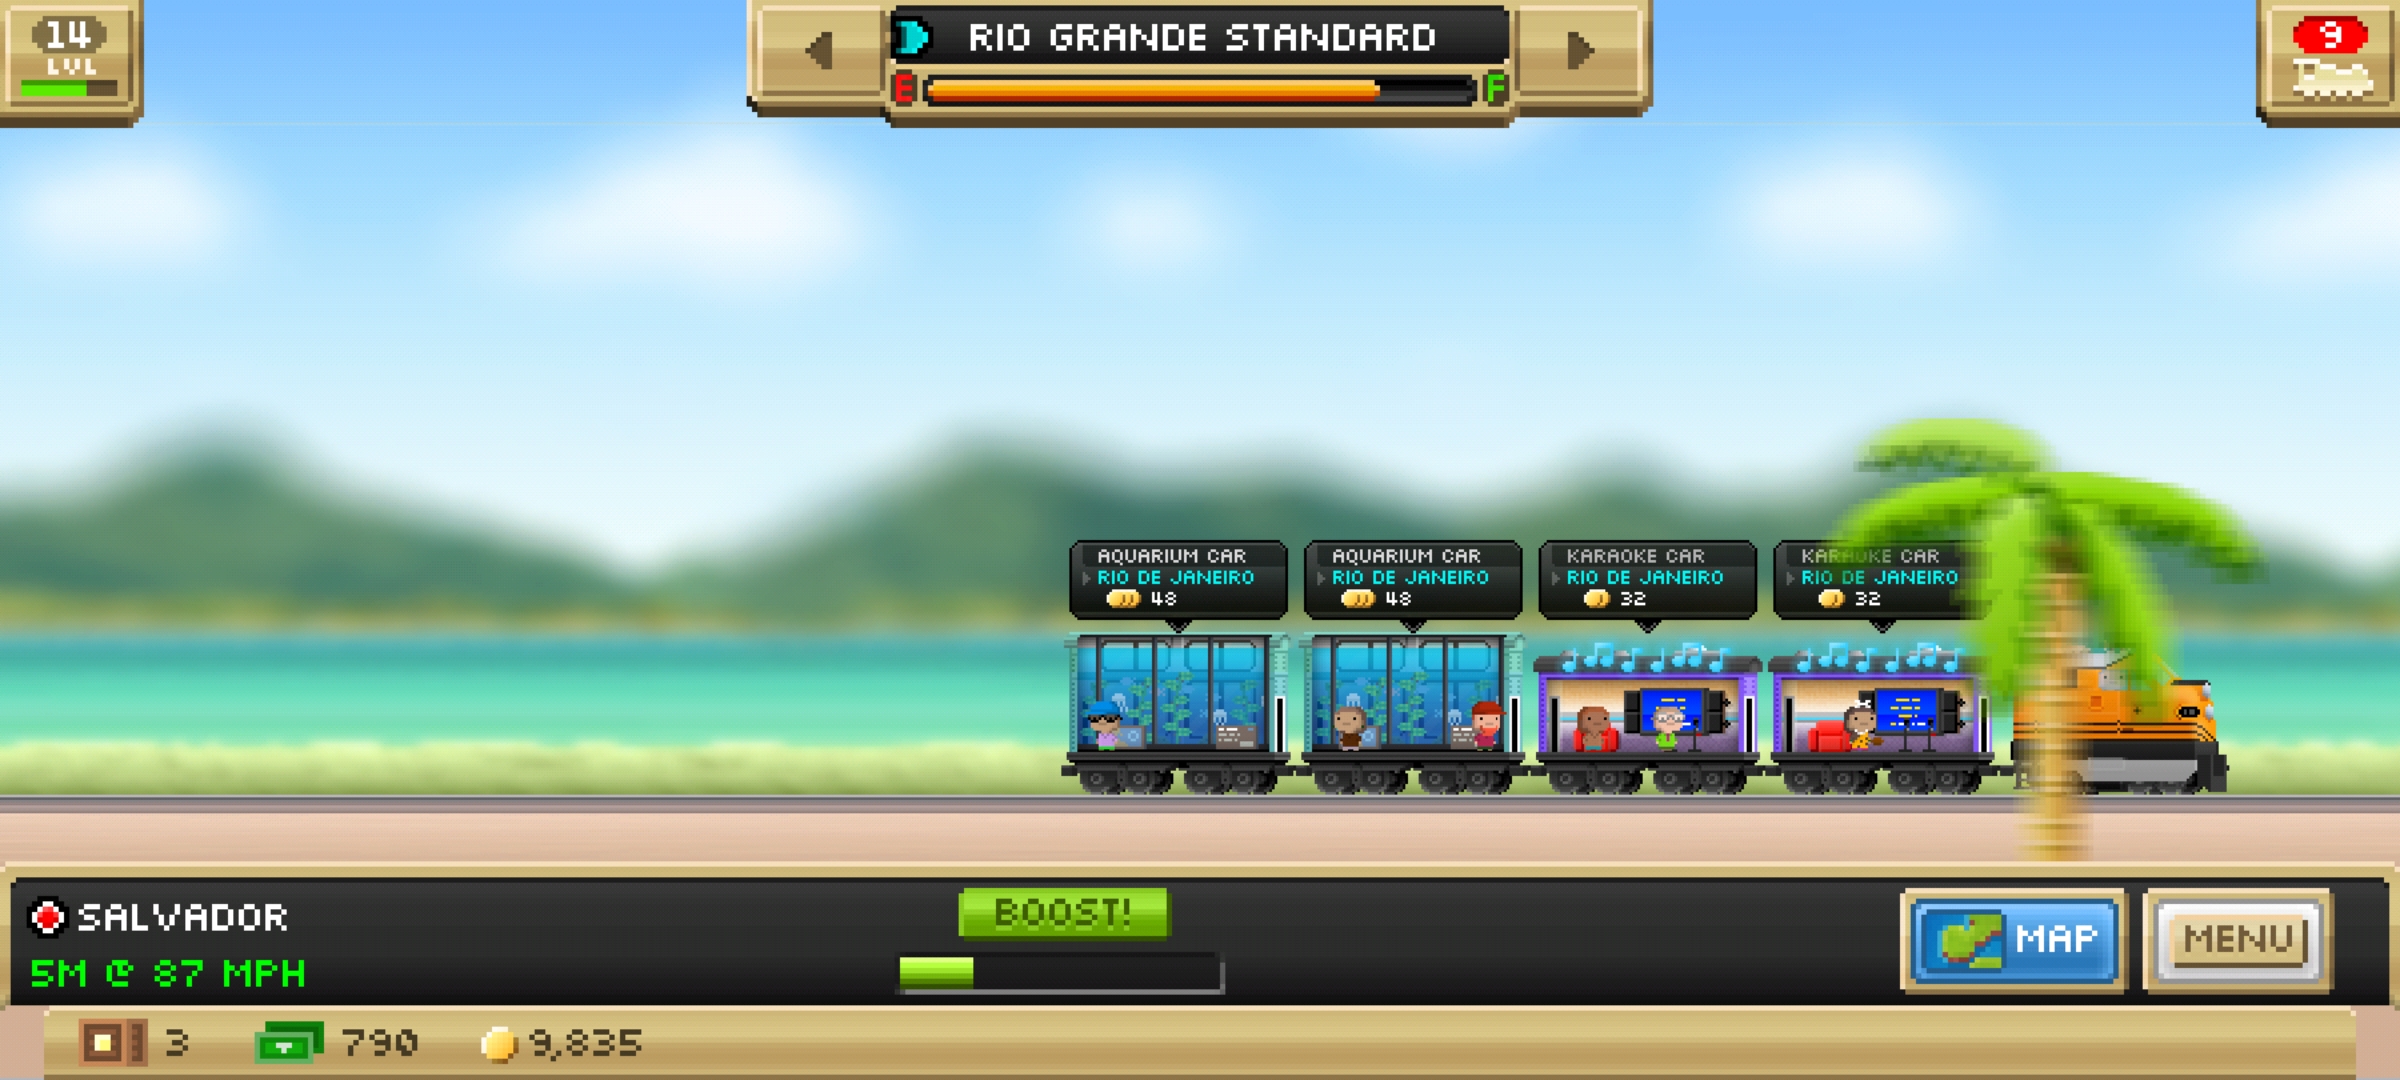 14
LVL
RIO GRANDE STANDARD
E F
9
AQUARIUM CAR
RIO DE JANEIRO
48
AQUARIUM CAR
RIO DE JANEIRO
48
KARAOKE CAR
RIO DE JANEIRO
32
KARAOKE CAR
RIO DE JANEIRO
32
SALVADOR
5M @ 87 MPH
BOOST!
MAP
MENU
3
790
9,835